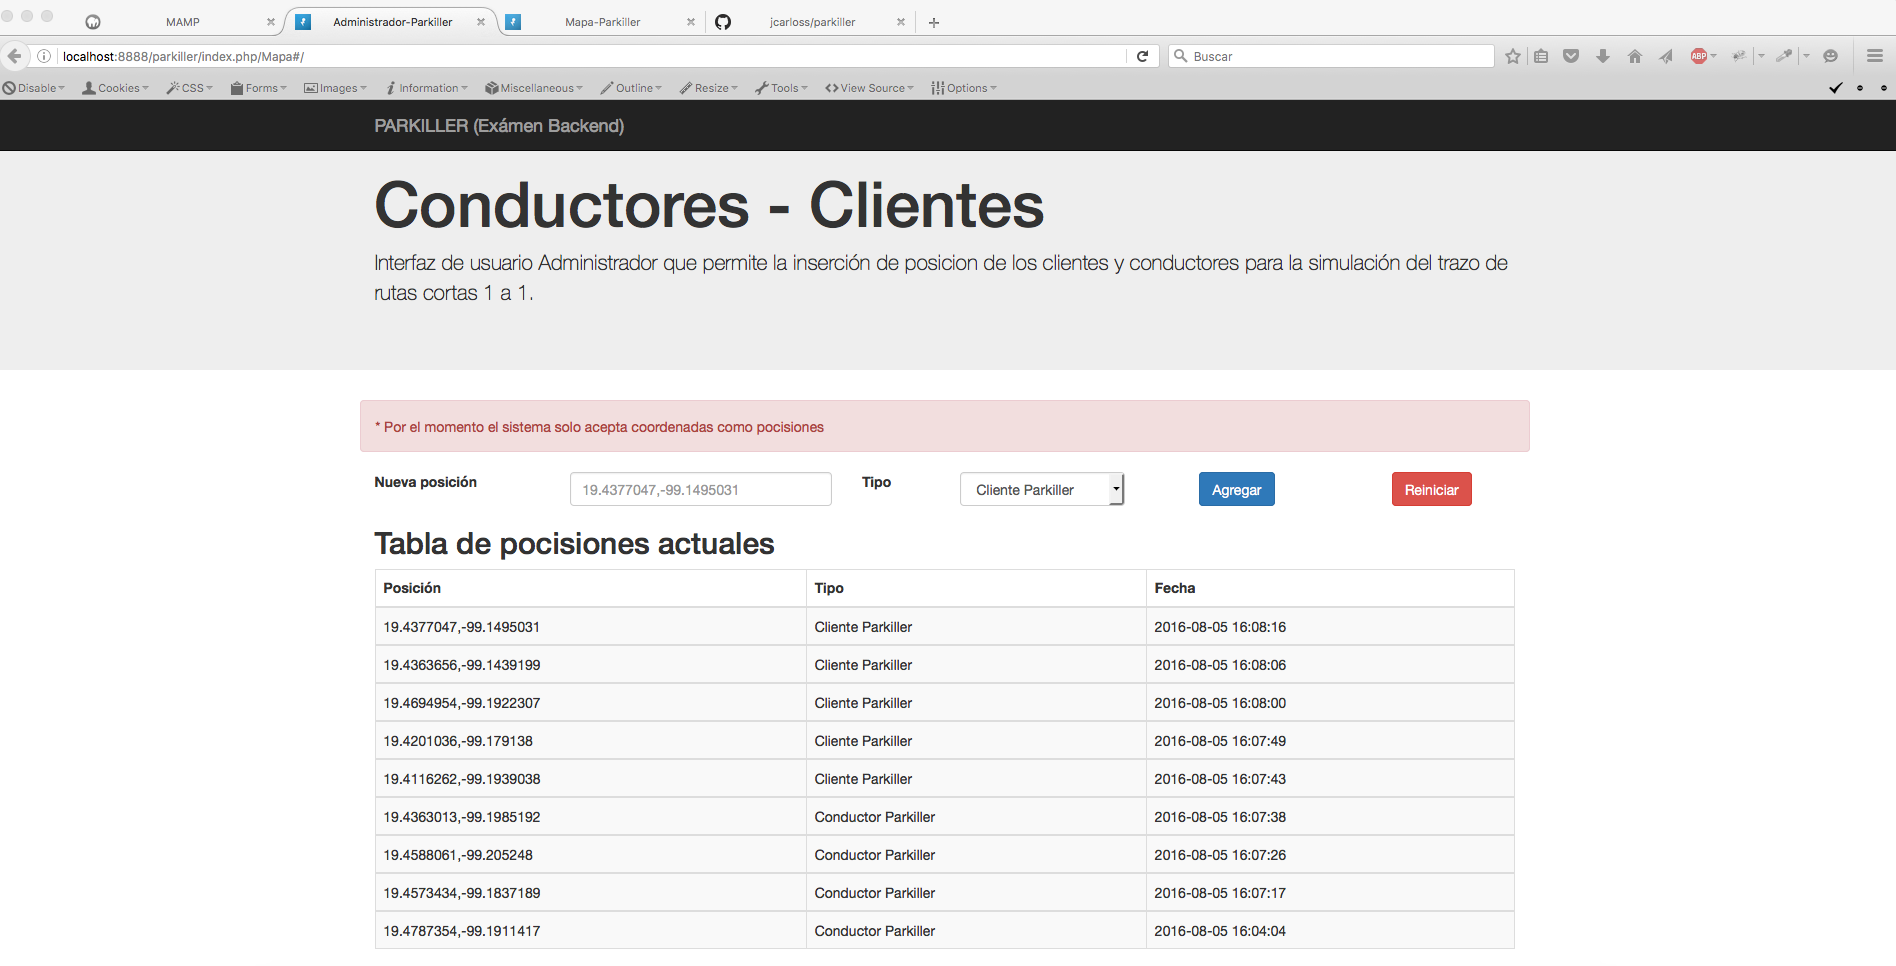 MAMP
Administrador-Parkiller
Mapa-Parkiller
jcarloss/parkiller
localhost:8888/parkiller/index.php/Mapa#/
Buscar
ABP
Disable
Cookies
CSS
Forms
Images
Information
Miscellaneous
Outline
Resize
Tools
View Source
Options
PARKILLER (Exámen Backend)
Conductores - Clientes
Interfaz de usuario Administrador que permite la inserción de posicion de los clientes y conductores para la simulación del trazo de
rutas cortas 1 a 1.
* Por el momento el sistema solo acepta coordenadas como pocisiones
Nueva posición
19.4377047,-99.1495031
Tipo
Cliente Parkiller
Agregar
Reiniciar
Tabla de pocisiones actuales
Posición Tipo Fecha
19.4377047,-99.1495031 Cliente Parkiller 2016-08-05 16:08:16
19.4363656,-99.1439199 Cliente Parkiller 2016-08-05 16:08:06
19.4694954,-99.1922307 Cliente Parkiller 2016-08-05 16:08:00
19.4201036,-99.179138 Cliente Parkiller 2016-08-05 16:07:49
19.4116262,-99.1939038 Cliente Parkiller 2016-08-05 16:07:43
19.4363013,-99.1985192 Conductor Parkiller 2016-08-05 16:07:38
19.4588061,-99.205248 Conductor Parkiller 2016-08-05 16:07:26
19.4573434,-99.1837189 Conductor Parkiller 2016-08-05 16:07:17
19.4787354,-99.1911417 Conductor Parkiller 2016-08-05 16:04:04